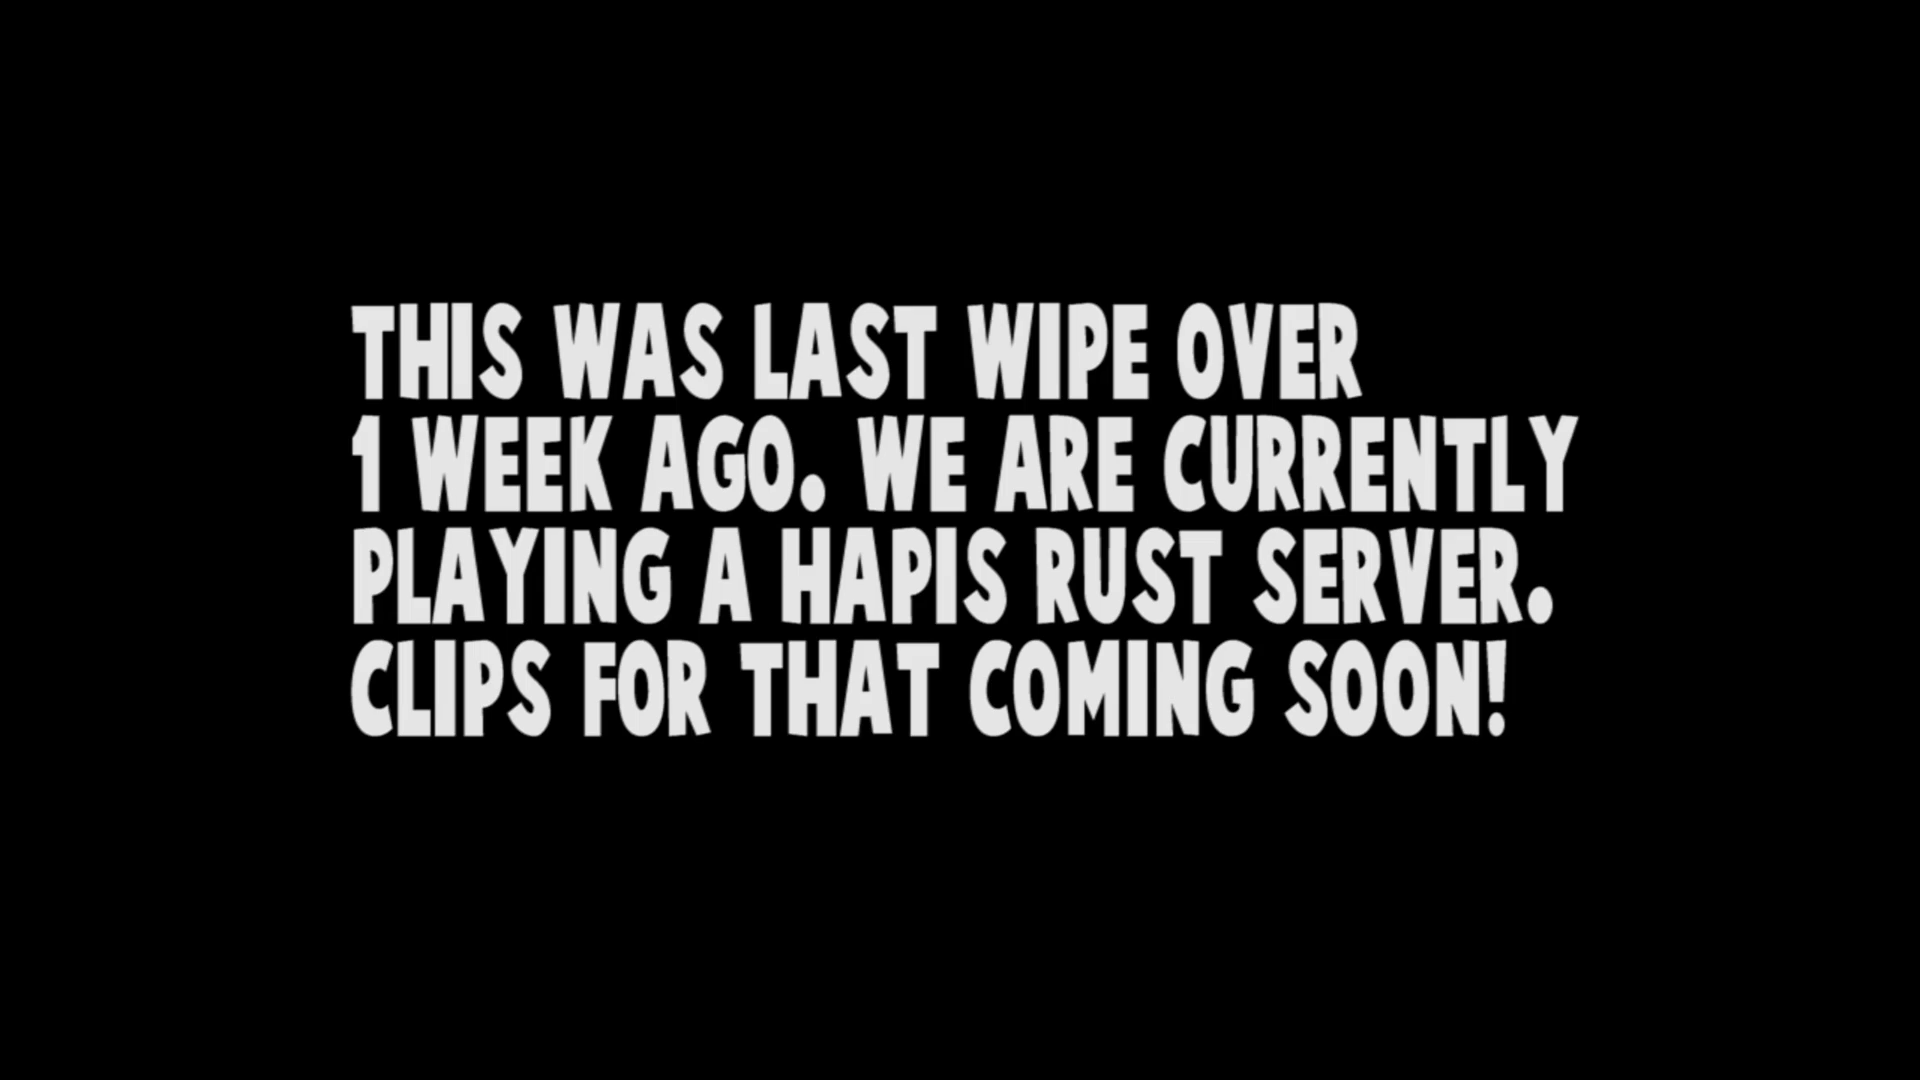 THIS WAS LAST WIPE OVER
1 WEEK AGO. WE ARE CURRENTLY
PLAYING A HAPIS RUST SERVER.
CLIPS FOR THAT COMING SOON!